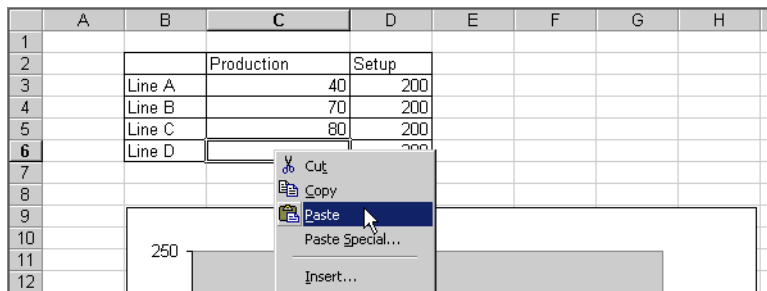 A B C D E F G H
1
2 Production Setup
3 Line A 40 200
4 Line B 70 200
5 Line C 80 200
6 Line D
7 Cut
8 Copy
9 Paste
10 Paste Special...
11 250
12 Insert...